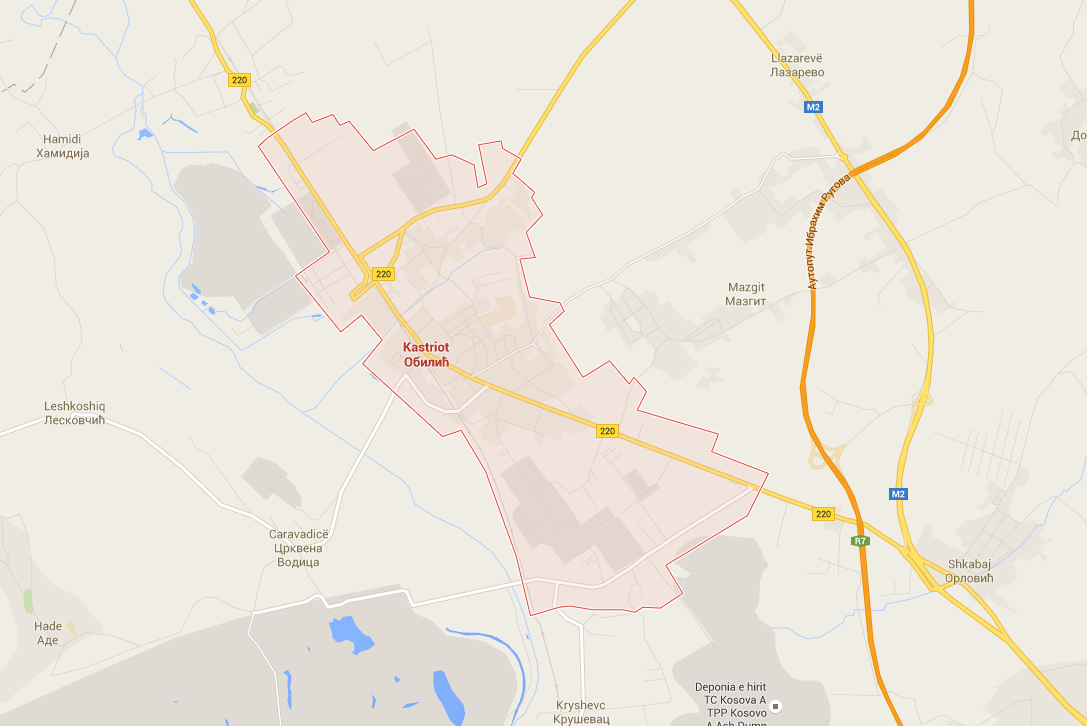 Llazarevë
Лазарево
220
M2
До
Hamidi
Хамидија
Аутопут Ибрахим Ругова
220
Mazgit
Мазгит
Kastriot
Обилић
Leshkoshiq
Лесковчић
220
M2
220
R7
Caravadicë
Црквена
Водица
Shkabaj
Орловић
Hade
Аде
Deponia e hirit
TC Kosova A
TPP Kosovo
A Ash Dump
Kryshevc
Крушевац